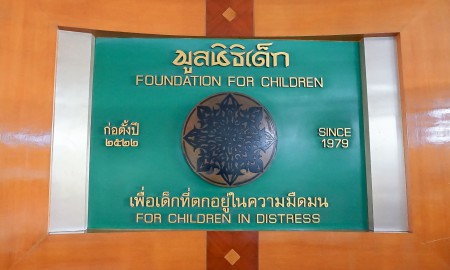 มูลนิธิเด็ก
FOUNDATION FOR CHILDREN
ก่อตั้งปี
๒๕๒๒
SINCE
1979
เพื่อเด็กที่ตกอยู่ในความมืดมน
FOR CHILDREN IN DISTRESS